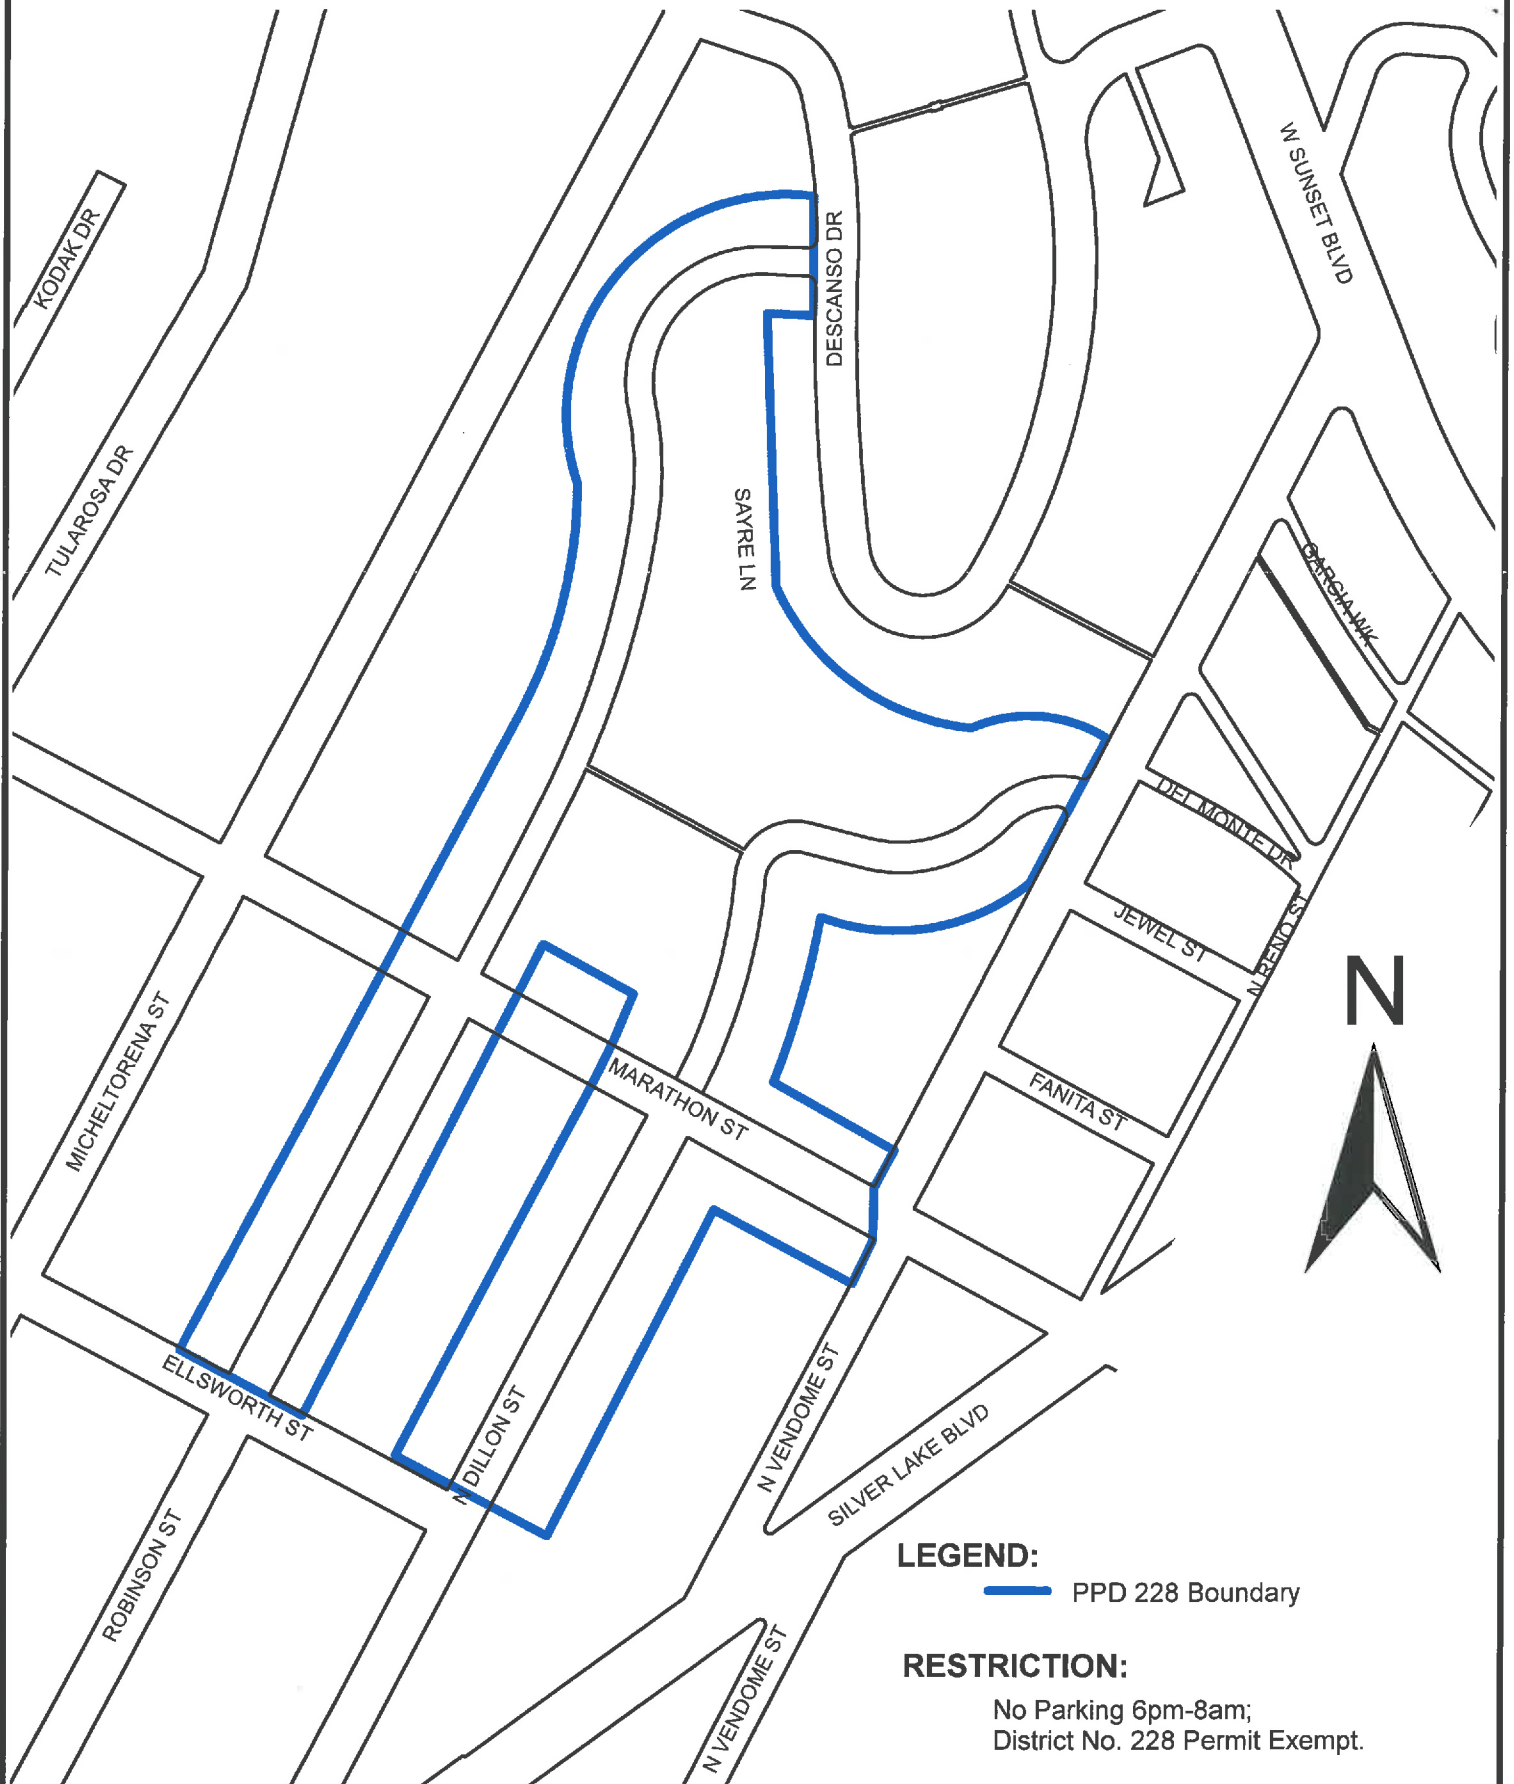 W SUNSET BLVD
KODAK DR
DESCANSO DR
TULAROSA DR
SAYRE LN
GARCIA WK
DEL MONTE DR
JEWEL ST
N RENO ST
N
MICHELTORENA ST
MARATHON ST
FANITA ST
ELLSWORTH ST
N DILLON ST
N VENDOME ST
SILVER LAKE BLVD
ROBINSON ST
N VENDOME ST
LEGEND:
PPD 228 Boundary
RESTRICTION:
No Parking 6pm-8am;
District No. 228 Permit Exempt.